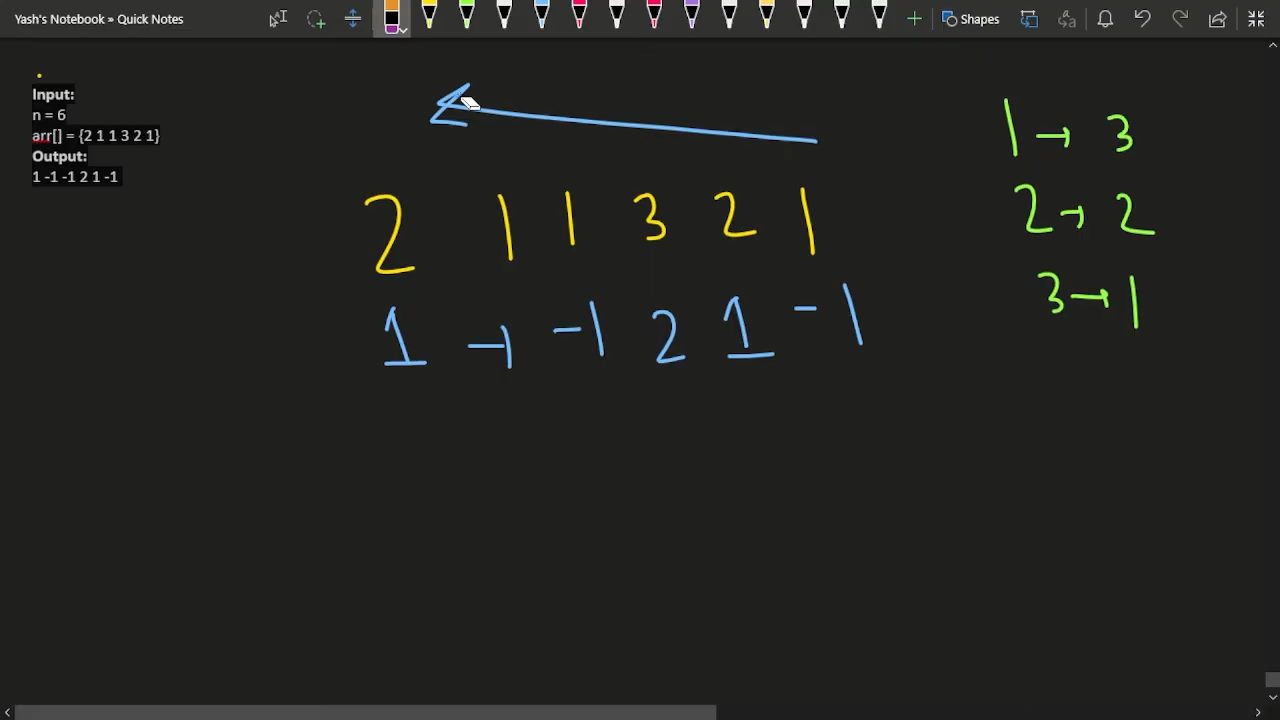 Yash's Notebook » Quick Notes
Shapes
Input:
n = 6
arr[] = {2 1 1 3 2 1}
Output:
1 -1 -1 2 1 -1
2 1 1 3 2 1
1 -1 -1 2 1 -1
1 → 3
2 → 2
3 → 1